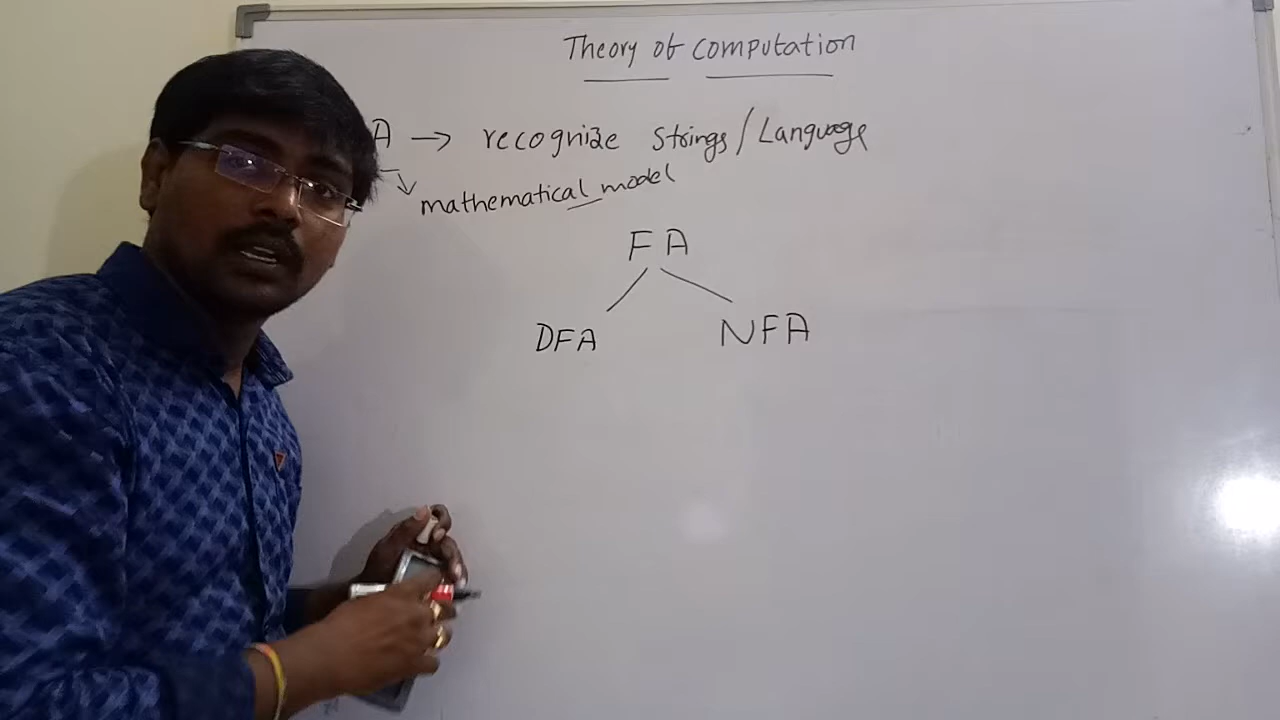 Theory of computation
A → recognize Strings/Language
mathematical model
FA
DFA NFA